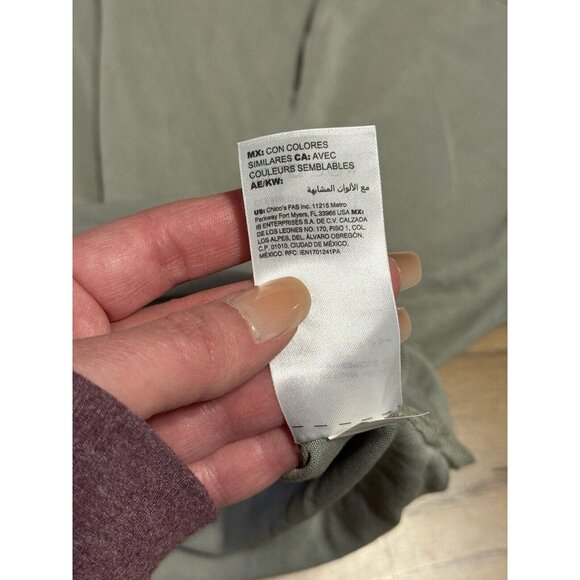 MX: CON COLORES
SIMILARES CA: AVEC
COULEURS SEMBLABLES
AE/KW:
مع الألوان المشابهة
US: Chico's FAS Inc. 11215 Metro
Parkway Fort Myers, FL 33966 USA MX:
IB ENTERPRISES S.A. DE C.V. CALZADA
DE LOS LEONES NO. 170, PISO 1, COL.
LOS ALPES, DEL. ÁLVARO OBREGÓN,
C.P. 01010, CIUDAD DE MÉXICO,
MÉXICO. RFC: IEN1701241PA